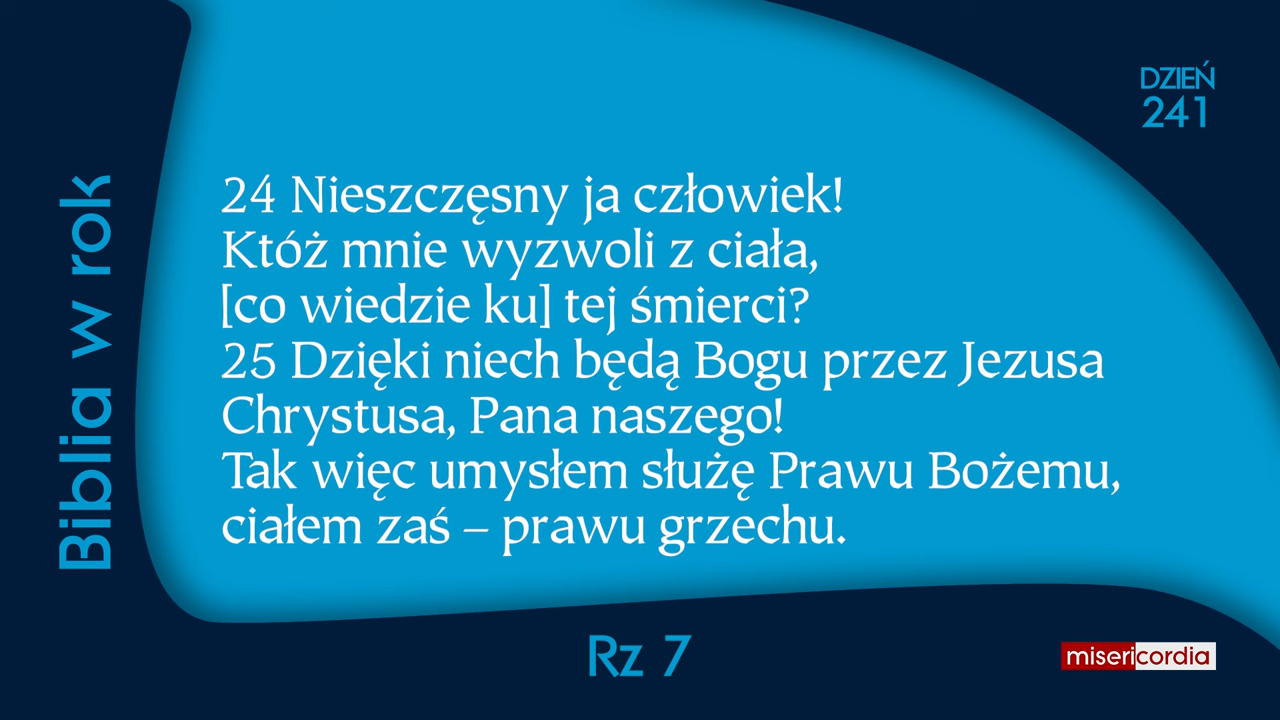 DZIEŃ
241
Biblia w rok
24 Nieszczęsny ja człowiek!
Któż mnie wyzwoli z ciała,
[co wiedzie ku] tej śmierci?
25 Dzięki niech będą Bogu przez Jezusa
Chrystusa, Pana naszego!
Tak więc umysłem służę Prawu Bożemu,
ciałem zaś – prawu grzechu.
Rz 7
misericordia